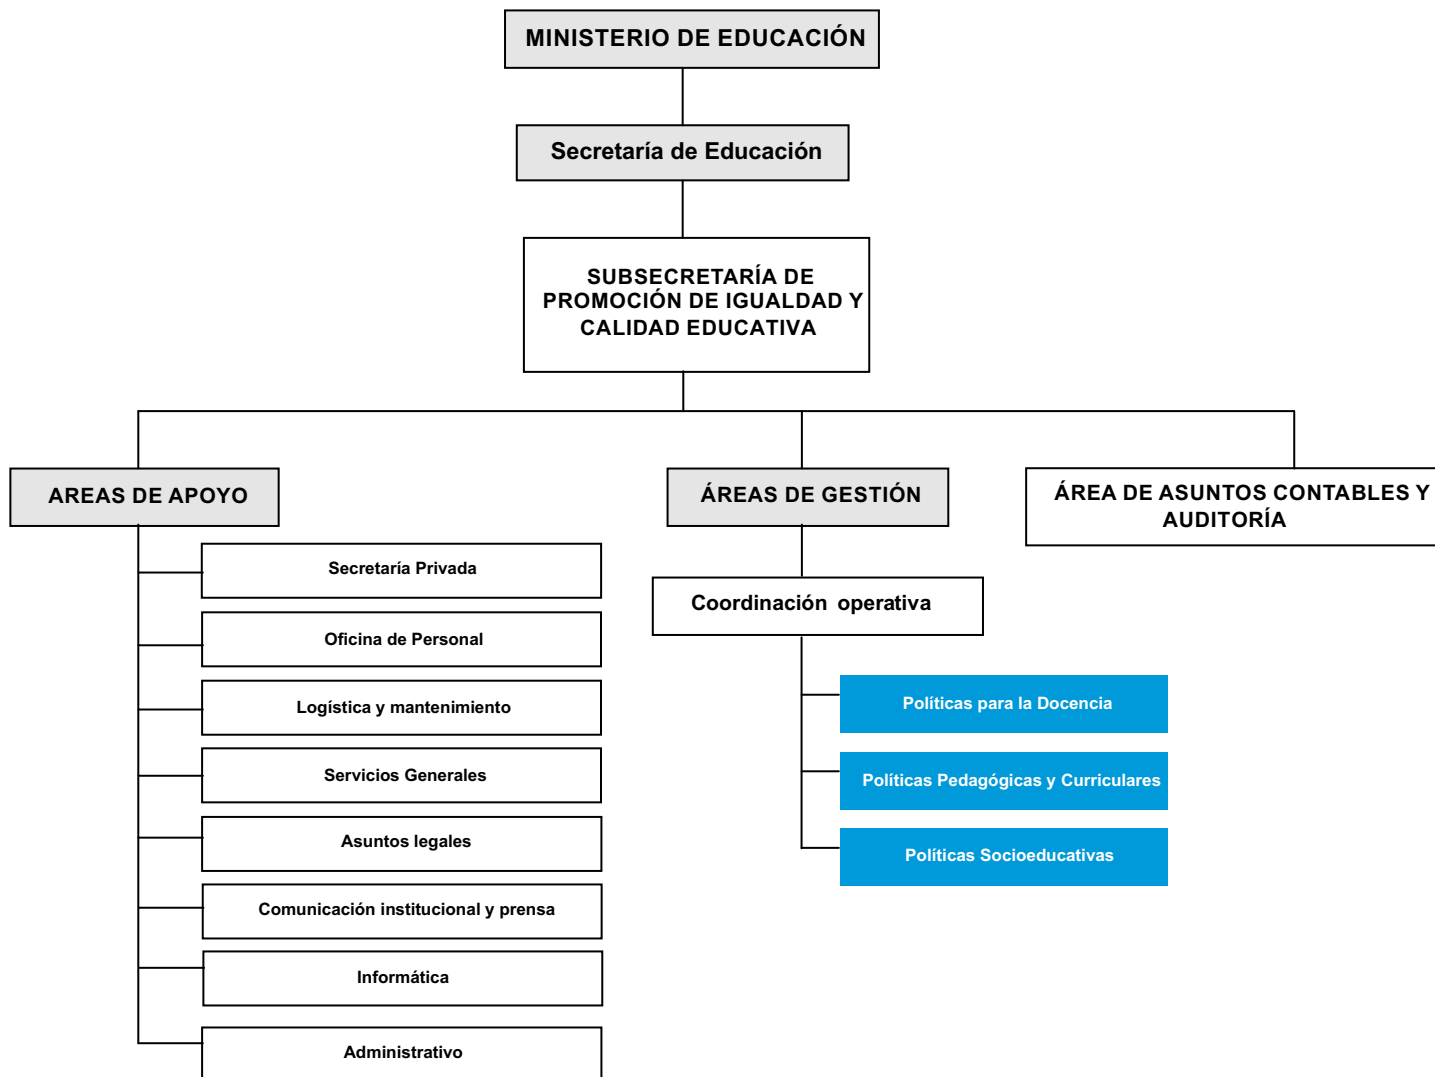 MINISTERIO DE EDUCACIÓN
Secretaría de Educación
SUBSECRETARÍA DE
PROMOCIÓN DE IGUALDAD Y
CALIDAD EDUCATIVA
AREAS DE APOYO
Secretaría Privada
Oficina de Personal
Logística y mantenimiento
Servicios Generales
Asuntos legales
Comunicación institucional y prensa
Informática
Administrativo
ÁREAS DE GESTIÓN
Coordinación operativa
Políticas para la Docencia
Políticas Pedagógicas y Curriculares
Políticas Socioeducativas
ÁREA DE ASUNTOS CONTABLES Y
AUDITORÍA